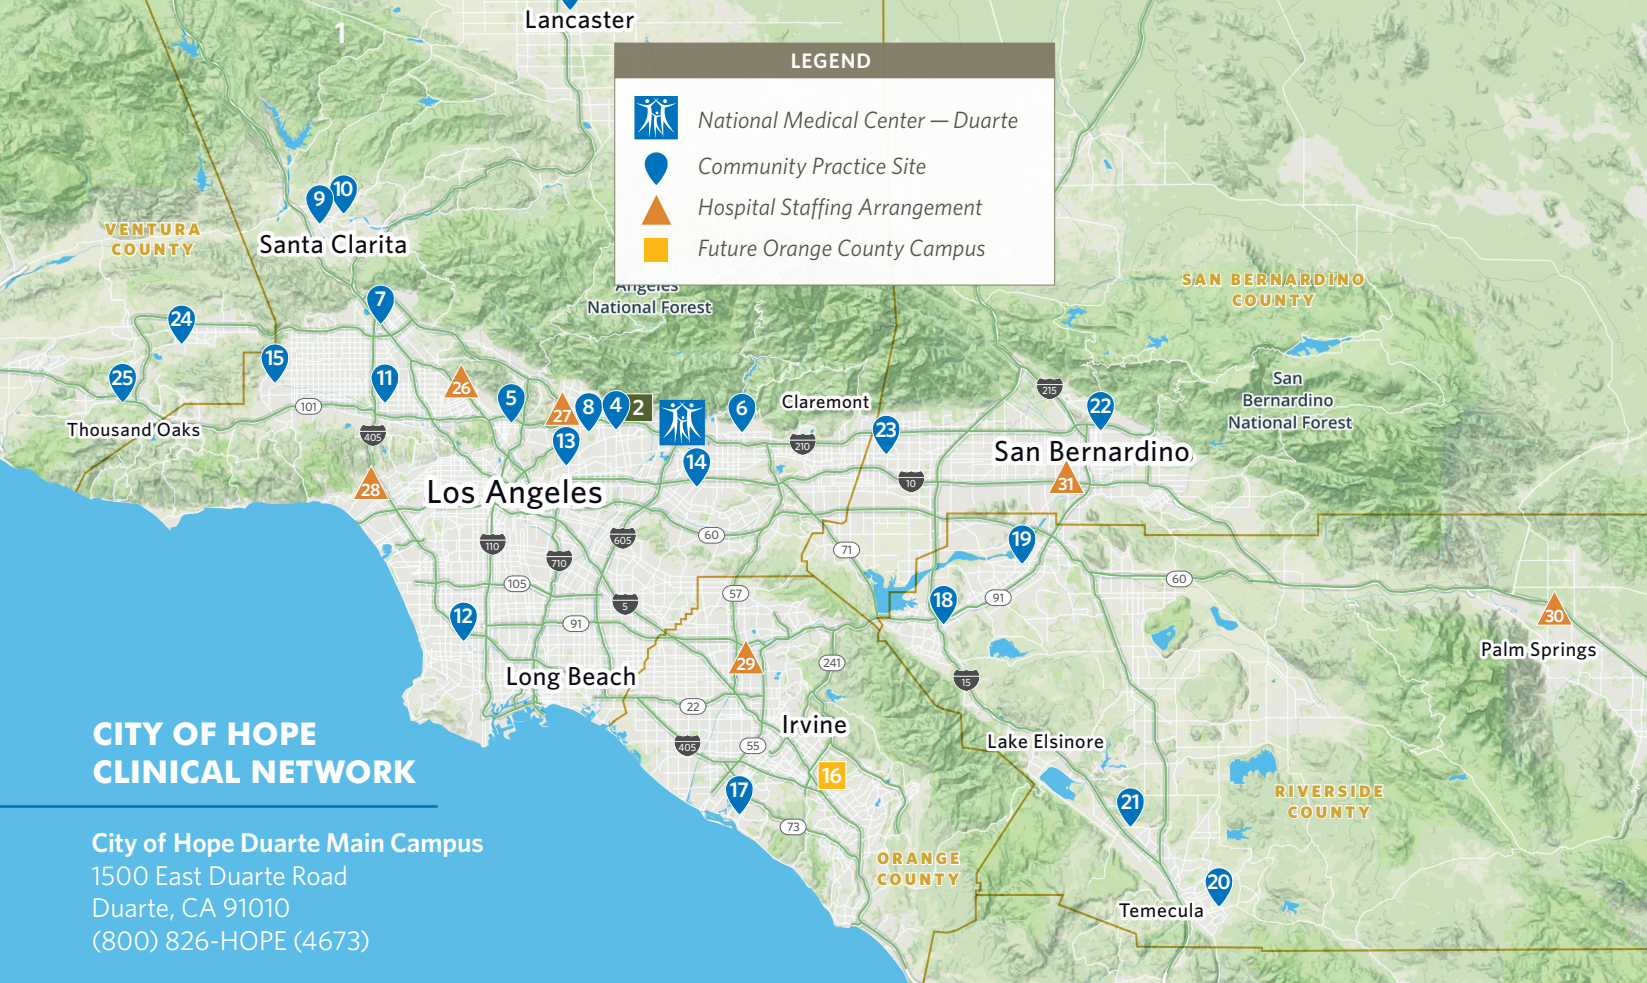 Lancaster
1
LEGEND
National Medical Center — Duarte
Community Practice Site
Hospital Staffing Arrangement
Future Orange County Campus
9
10
VENTURA
COUNTY
Santa Clarita
SAN BERNARDINO
COUNTY
Angeles
National Forest
7
24
15
25
11
26
5
27
8
4
2
6
Claremont
215
22
San
Bernardino
National Forest
101
Thousand Oaks
405
13
210
23
San Bernardino
14
28
Los Angeles
10
31
110
710
605
60
71
19
105
57
60
5
91
18
91
12
30
Palm Springs
29
241
Long Beach
15
22
Irvine
405
55
Lake Elsinore
16
17
21
RIVERSIDE
COUNTY
73
ORANGE
COUNTY
20
Temecula
CITY OF HOPE
CLINICAL NETWORK
City of Hope Duarte Main Campus
1500 East Duarte Road
Duarte, CA 91010
(800) 826-HOPE (4673)